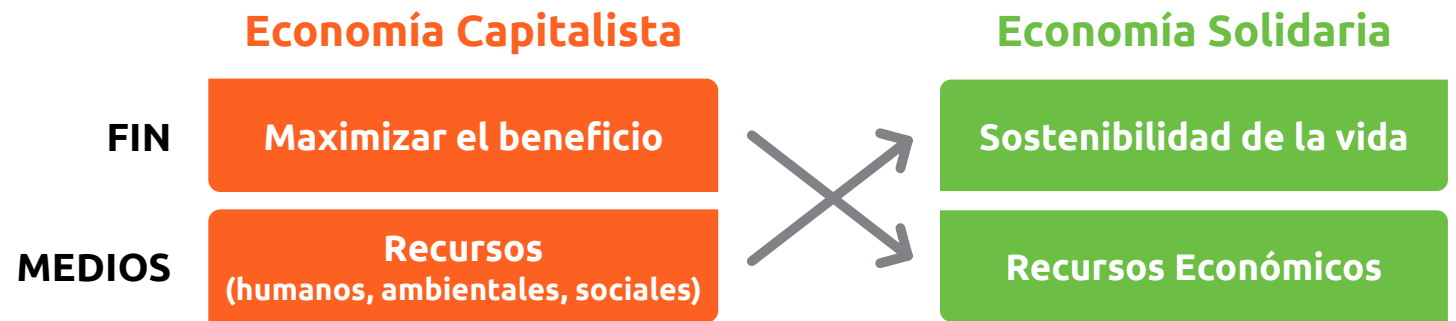 Economía Capitalista
Economía Solidaria
FIN
Maximizar el beneficio
Sostenibilidad de la vida
MEDIOS
Recursos
(humanos, ambientales, sociales)
Recursos Económicos